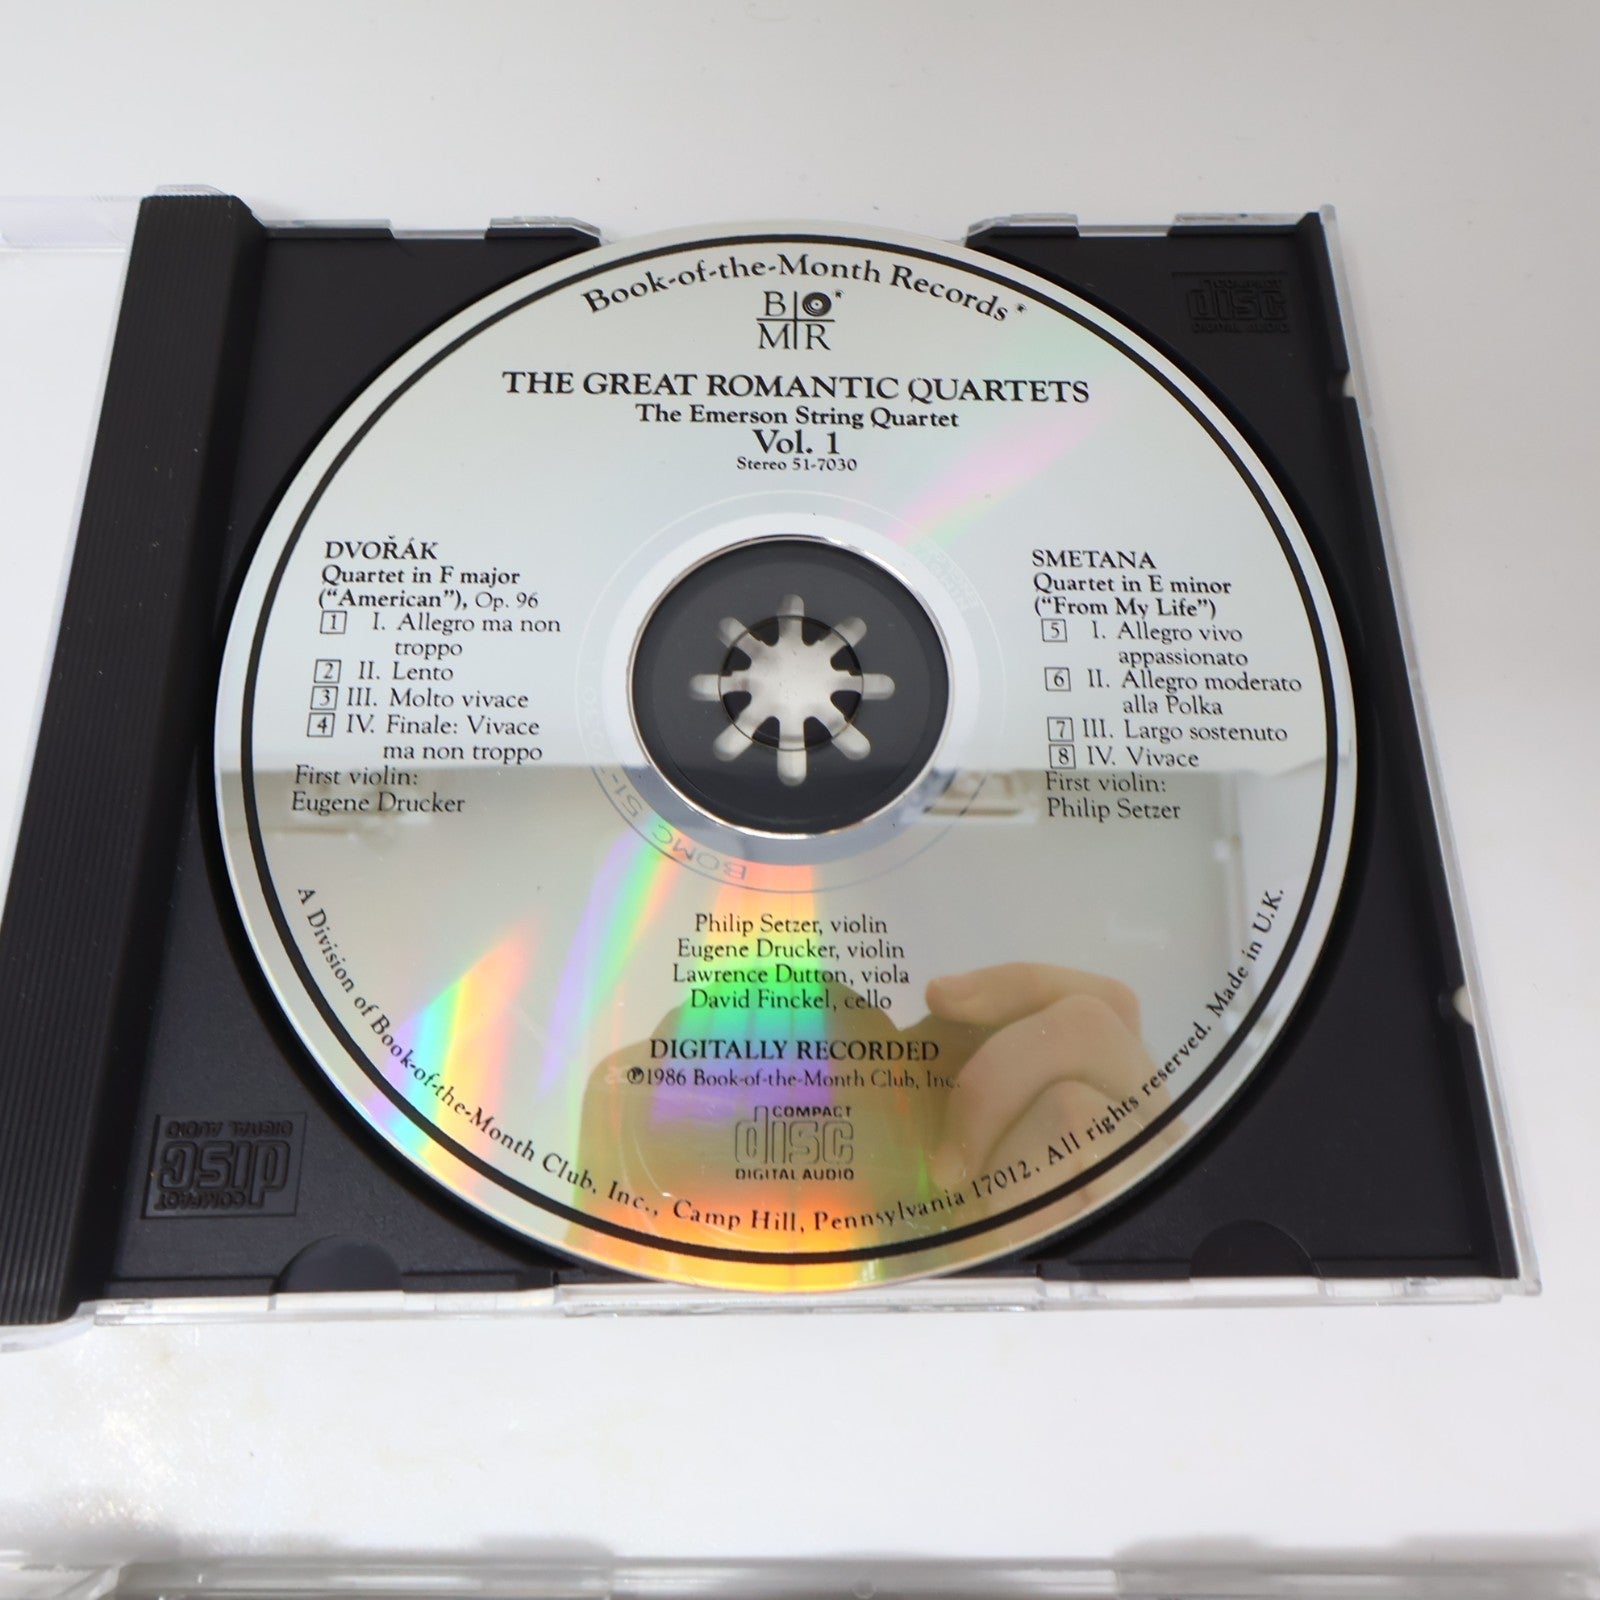 Book-of-the-Month Records®
B O®
M R
THE GREAT ROMANTIC QUARTETS
The Emerson String Quartet
Vol. 1
Stereo 51-7030
DVOŘÁK
Quartet in F major
("American"), Op. 96
1 I. Allegro ma non
troppo
2 II. Lento
3 III. Molto vivace
4 IV. Finale: Vivace
ma non troppo
First violin:
Eugene Drucker
SMETANA
Quartet in E minor
("From My Life")
5 I. Allegro vivo
appassionato
6 II. Allegro moderato
alla Polka
7 III. Largo sostenuto
8 IV. Vivace
First violin:
Philip Setzer
BOMC 51-7030
Philip Setzer, violin
Eugene Drucker, violin
Lawrence Dutton, viola
David Finckel, cello
DIGITALLY RECORDED
℗1986 Book-of-the-Month Club, Inc.
COMPACT
disc
DIGITAL AUDIO
A Division of Book-of-the-Month Club, Inc., Camp Hill, Pennsylvania 17012. All rights reserved. Made in U.K.
COMPACT
disc
DIGITAL AUDIO
COMPACT
disc
DIGITAL AUDIO